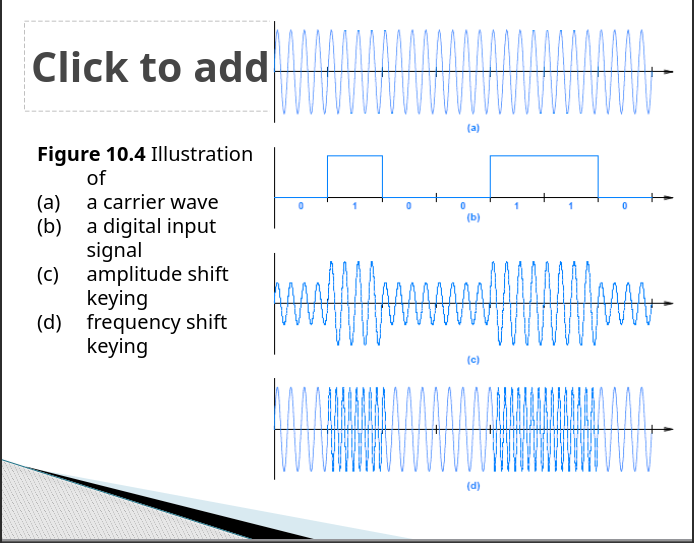 Click to add
Figure 10.4 Illustration
of
(a) a carrier wave
(b) a digital input
signal
(c) amplitude shift
keying
(d) frequency shift
keying
(a)
0 1 0 0 1 1 0
(b)
(c)
(d)